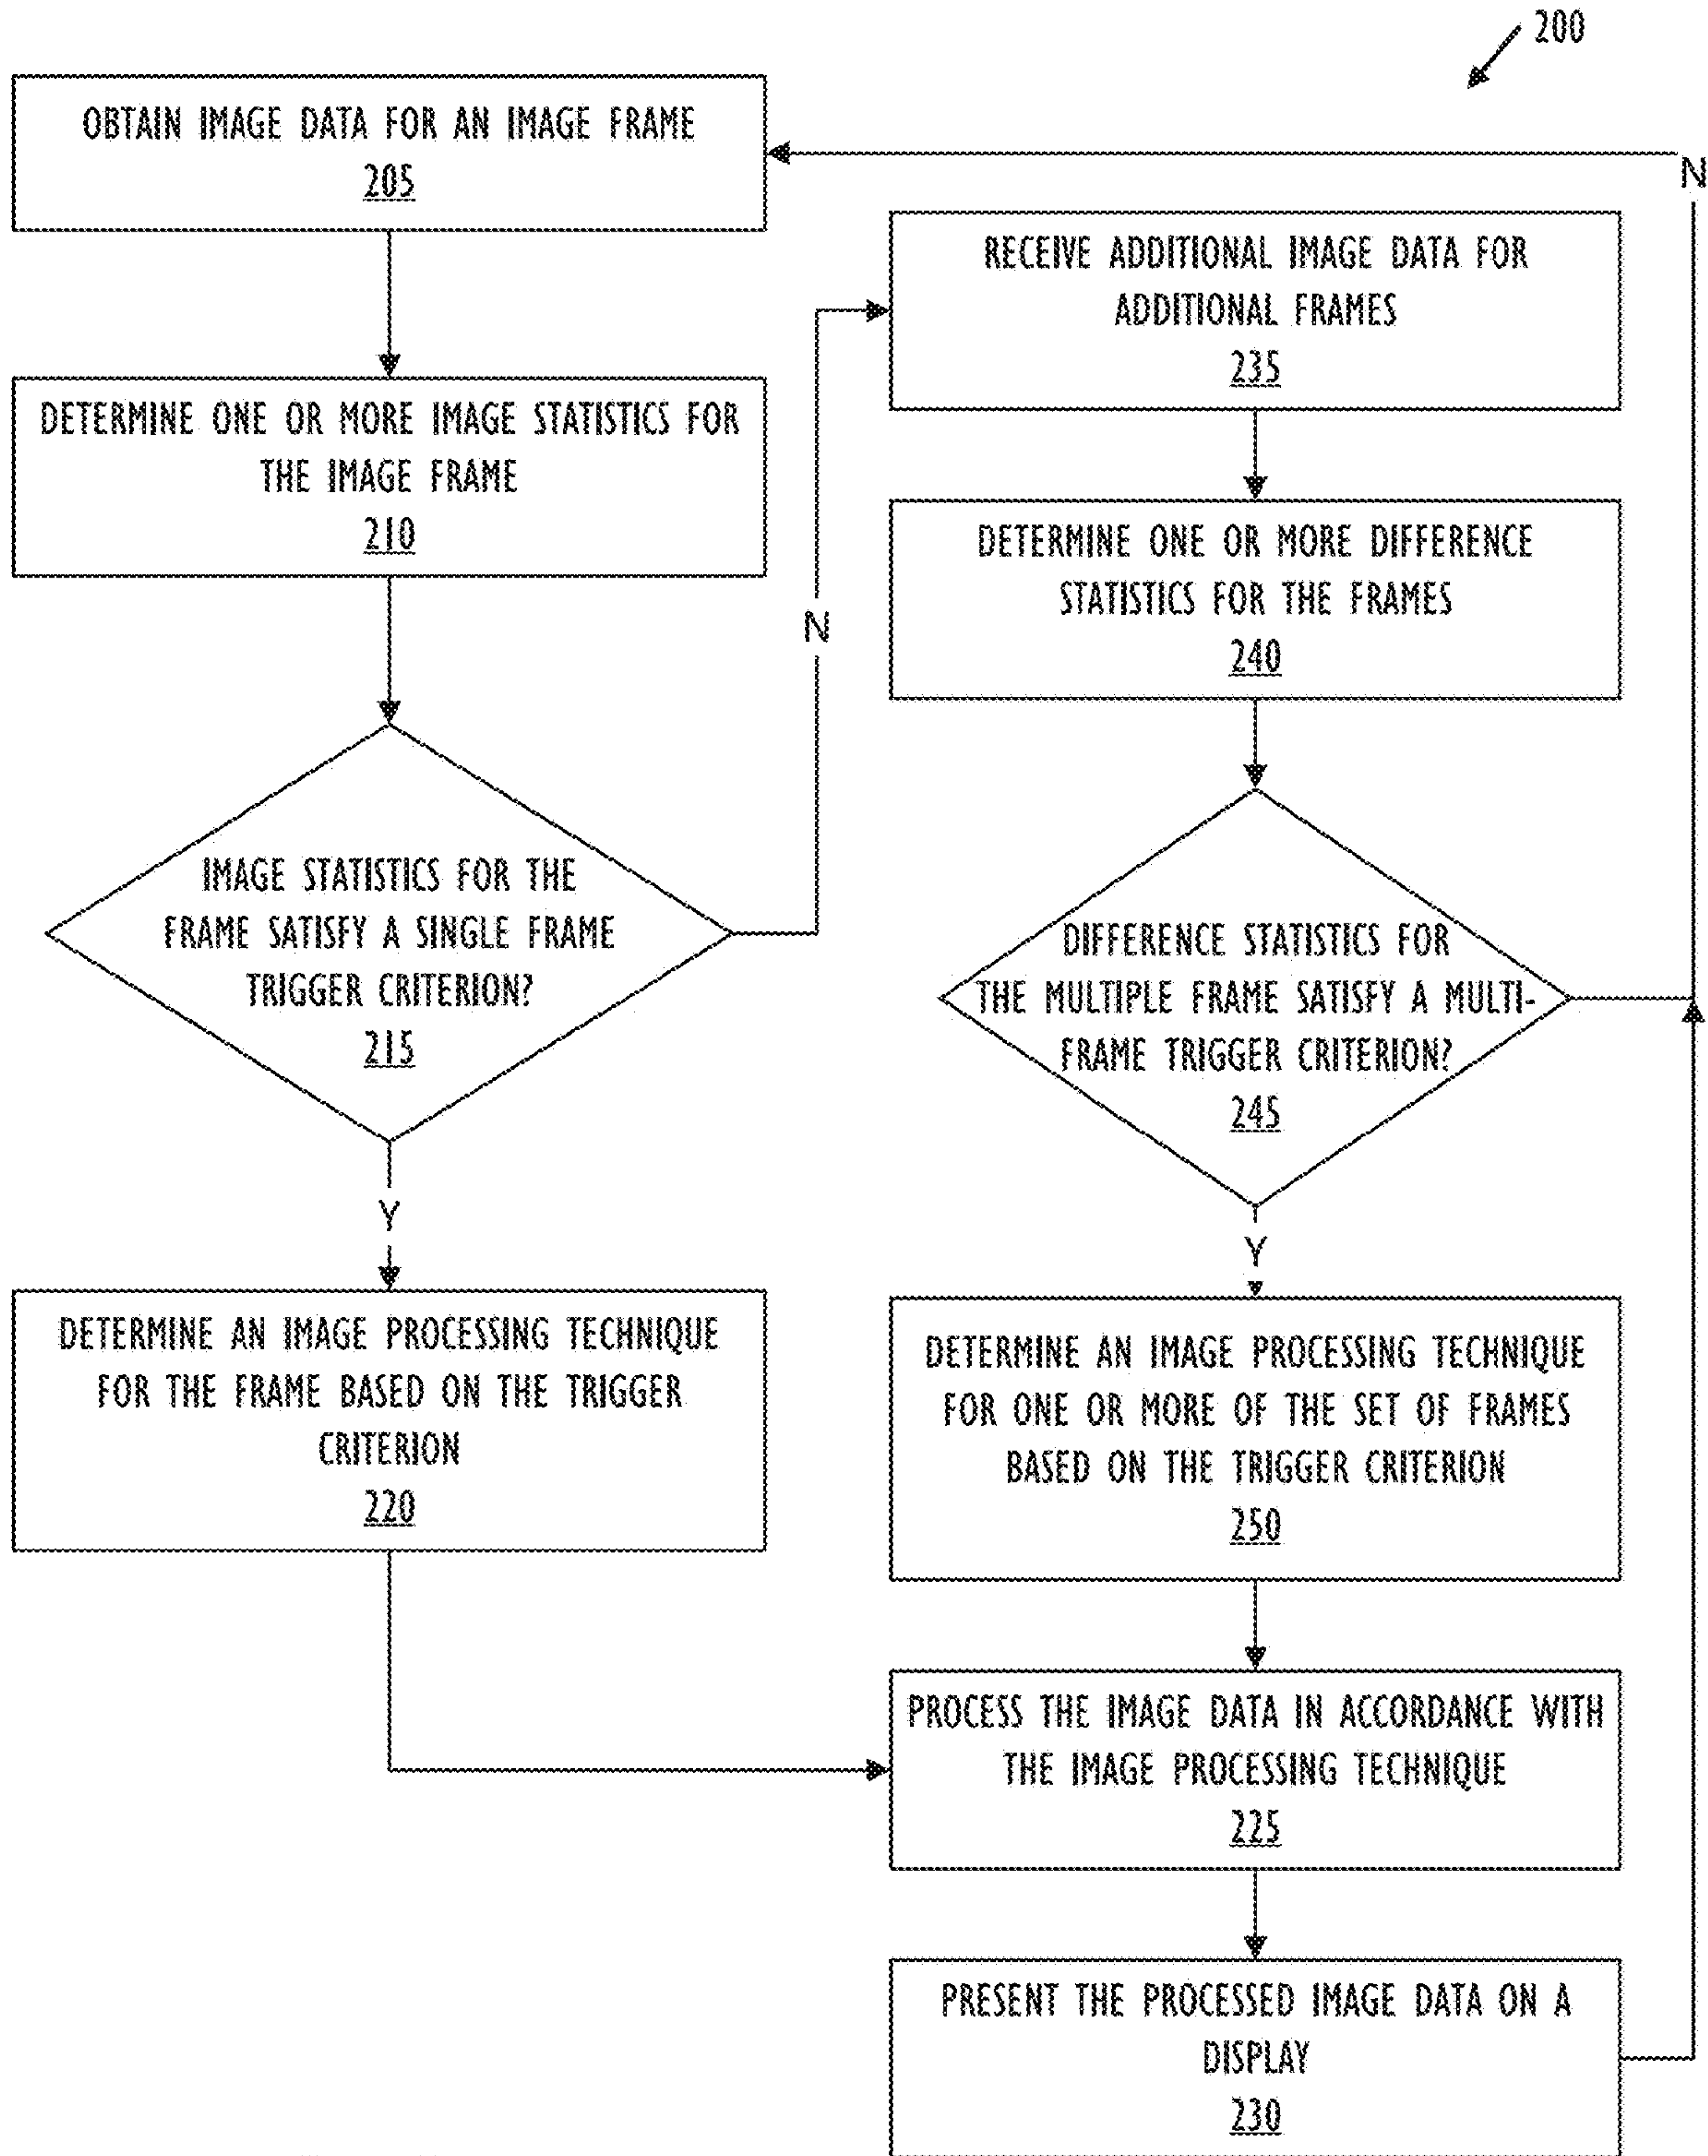 200
OBTAIN IMAGE DATA FOR AN IMAGE FRAME
205
N
DETERMINE ONE OR MORE IMAGE STATISTICS FOR
THE IMAGE FRAME
210
IMAGE STATISTICS FOR THE
FRAME SATISFY A SINGLE FRAME
TRIGGER CRITERION?
215
N
Y
DETERMINE AN IMAGE PROCESSING TECHNIQUE
FOR THE FRAME BASED ON THE TRIGGER
CRITERION
220
RECEIVE ADDITIONAL IMAGE DATA FOR
ADDITIONAL FRAMES
235
DETERMINE ONE OR MORE DIFFERENCE
STATISTICS FOR THE FRAMES
240
DIFFERENCE STATISTICS FOR
THE MULTIPLE FRAME SATISFY A MULTI-
FRAME TRIGGER CRITERION?
245
Y
DETERMINE AN IMAGE PROCESSING TECHNIQUE
FOR ONE OR MORE OF THE SET OF FRAMES
BASED ON THE TRIGGER CRITERION
250
PROCESS THE IMAGE DATA IN ACCORDANCE WITH
THE IMAGE PROCESSING TECHNIQUE
225
PRESENT THE PROCESSED IMAGE DATA ON A
DISPLAY
230